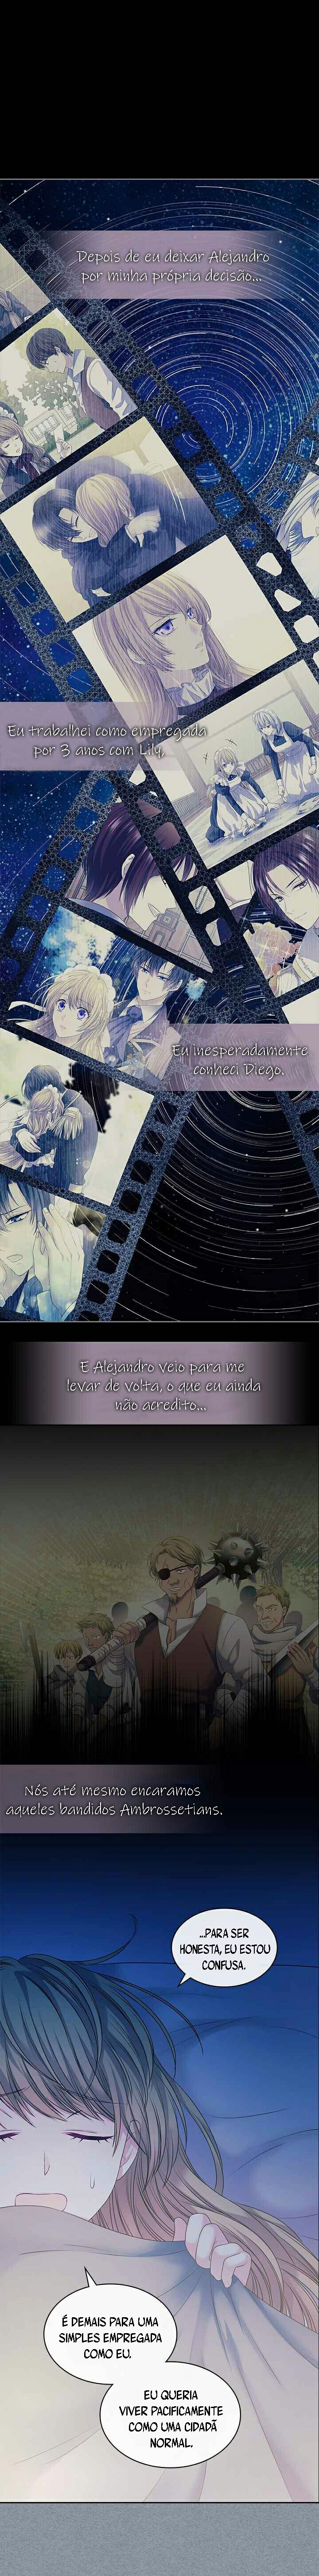 Depois de eu deixar Alejandro
por minha própria decisão...
Eu trabalhei como empregada
por 3 anos com Lily,
Eu inesperadamente
conheci Diego.
E Alejandro veio para me
levar de volta, o que eu ainda
não acredito...
Nós até mesmo encaramos
aqueles bandidos Ambrossetians.
...PARA SER
HONESTA, EU ESTOU
CONFUSA.
É DEMAIS PARA UMA
SIMPLES EMPREGADA
COMO EU.
EU QUERIA
VIVER PACIFICAMENTE
COMO UMA CIDADÃ
NORMAL.